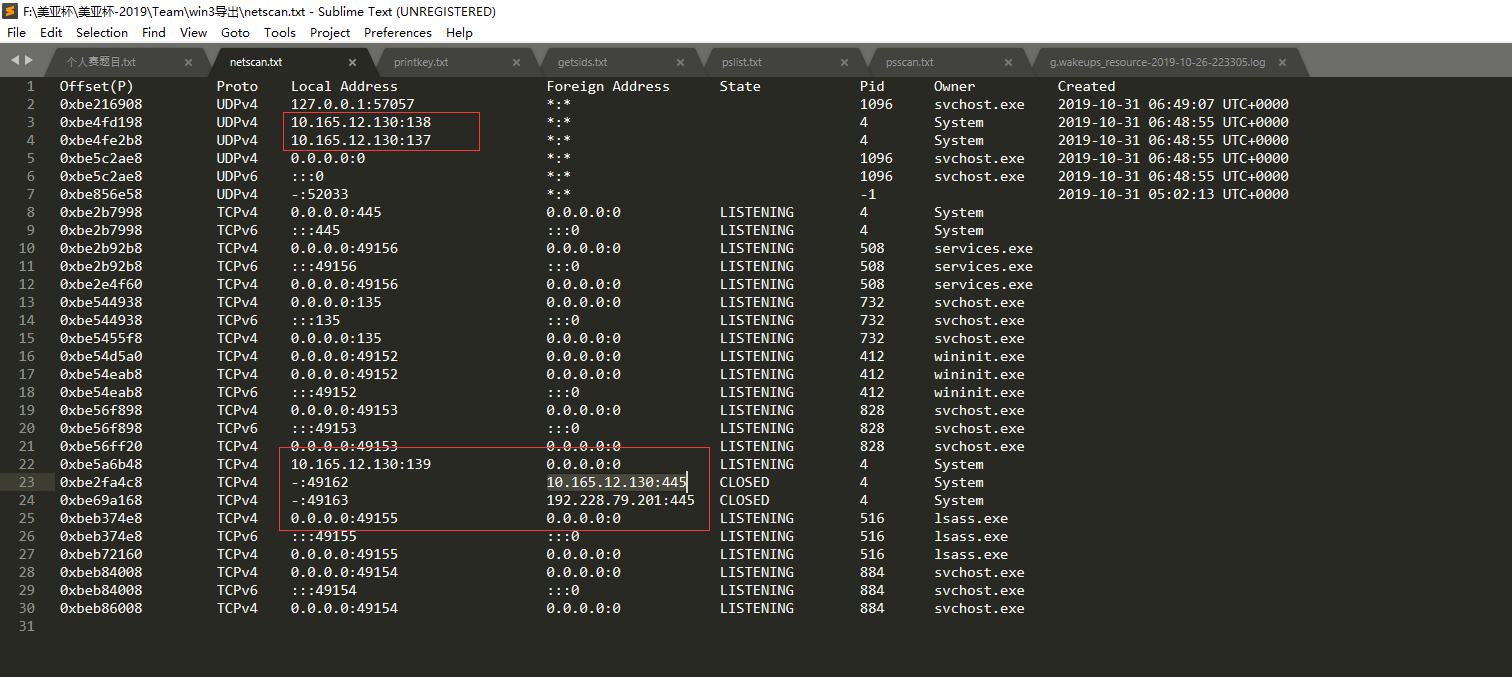 F:\美亚杯\美亚杯-2019\Team\win3导出\netscan.txt - Sublime Text (UNREGISTERED)
File Edit Selection Find View Goto Tools Project Preferences Help
个人赛题目.txt netscan.txt printkey.txt getsids.txt pslist.txt psscan.txt g.wakeups_resource-2019-10-26-223305.log
1 Offset(P) Proto Local Address Foreign Address State Pid Owner Created
2 0xbe216908 UDPv4 127.0.0.1:57057 *:* 1096 svchost.exe 2019-10-31 06:49:07 UTC+0000
3 0xbe4fd198 UDPv4 10.165.12.130:138 *:* 4 System 2019-10-31 06:48:55 UTC+0000
4 0xbe4fe2b8 UDPv4 10.165.12.130:137 *:* 4 System 2019-10-31 06:48:55 UTC+0000
5 0xbe5c2ae8 UDPv4 0.0.0.0:0 *:* 1096 svchost.exe 2019-10-31 06:48:55 UTC+0000
6 0xbe5c2ae8 UDPv6 :::0 *:* 1096 svchost.exe 2019-10-31 06:48:55 UTC+0000
7 0xbe856e58 UDPv4 -:52033 *:* -1 2019-10-31 05:02:13 UTC+0000
8 0xbe2b7998 TCPv4 0.0.0.0:445 0.0.0.0:0 LISTENING 4 System
9 0xbe2b7998 TCPv6 :::445 :::0 LISTENING 4 System
10 0xbe2b92b8 TCPv4 0.0.0.0:49156 0.0.0.0:0 LISTENING 508 services.exe
11 0xbe2b92b8 TCPv6 :::49156 :::0 LISTENING 508 services.exe
12 0xbe2e4f60 TCPv4 0.0.0.0:49156 0.0.0.0:0 LISTENING 508 services.exe
13 0xbe544938 TCPv4 0.0.0.0:135 0.0.0.0:0 LISTENING 732 svchost.exe
14 0xbe544938 TCPv6 :::135 :::0 LISTENING 732 svchost.exe
15 0xbe5455f8 TCPv4 0.0.0.0:135 0.0.0.0:0 LISTENING 732 svchost.exe
16 0xbe54d5a0 TCPv4 0.0.0.0:49152 0.0.0.0:0 LISTENING 412 wininit.exe
17 0xbe54eab8 TCPv4 0.0.0.0:49152 0.0.0.0:0 LISTENING 412 wininit.exe
18 0xbe54eab8 TCPv6 :::49152 :::0 LISTENING 412 wininit.exe
19 0xbe56f898 TCPv4 0.0.0.0:49153 0.0.0.0:0 LISTENING 828 svchost.exe
20 0xbe56f898 TCPv6 :::49153 :::0 LISTENING 828 svchost.exe
21 0xbe56ff20 TCPv4 0.0.0.0:49153 0.0.0.0:0 LISTENING 828 svchost.exe
22 0xbe5a6b48 TCPv4 10.165.12.130:139 0.0.0.0:0 LISTENING 4 System
23 0xbe2fa4c8 TCPv4 -:49162 10.165.12.130:445 CLOSED 4 System
24 0xbe69a168 TCPv4 -:49163 192.228.79.201:445 CLOSED 4 System
25 0xbeb374e8 TCPv4 0.0.0.0:49155 0.0.0.0:0 LISTENING 516 lsass.exe
26 0xbeb374e8 TCPv6 :::49155 :::0 LISTENING 516 lsass.exe
27 0xbeb72160 TCPv4 0.0.0.0:49155 0.0.0.0:0 LISTENING 516 lsass.exe
28 0xbeb84008 TCPv4 0.0.0.0:49154 0.0.0.0:0 LISTENING 884 svchost.exe
29 0xbeb84008 TCPv6 :::49154 :::0 LISTENING 884 svchost.exe
30 0xbeb86008 TCPv4 0.0.0.0:49154 0.0.0.0:0 LISTENING 884 svchost.exe
31